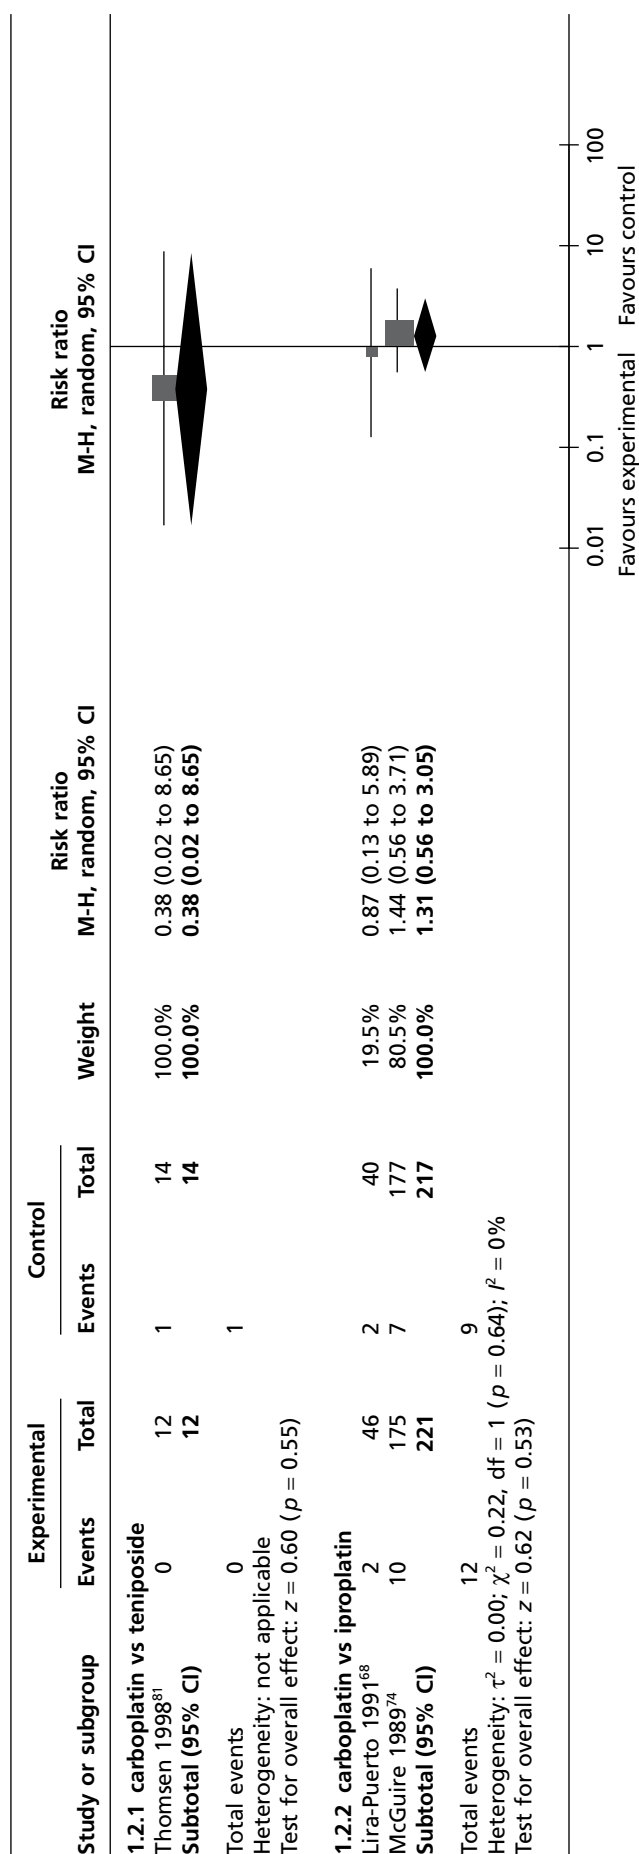 Experimental Control Risk ratio Risk ratio
Study or subgroup Events Total Events Total Weight M-H, random, 95% CI M-H, random, 95% CI
1.2.1 carboplatin vs teniposide
Thomsen 1998⁸¹ 0 12 1 14 100.0% 0.38 (0.02 to 8.65)
Subtotal (95% CI) 12 14 100.0% 0.38 (0.02 to 8.65)
Total events 0 1
Heterogeneity: not applicable
Test for overall effect: z = 0.60 (p = 0.55)
1.2.2 carboplatin vs iproplatin
Lira-Puerto 1991⁶⁸ 2 46 2 40 19.5% 0.87 (0.13 to 5.89)
McGuire 1989⁷⁴ 10 175 7 177 80.5% 1.44 (0.56 to 3.71)
Subtotal (95% CI) 221 217 100.0% 1.31 (0.56 to 3.05)
Total events 12 9
Heterogeneity: τ² = 0.00; χ² = 0.22, df = 1 (p = 0.64); I² = 0%
Test for overall effect: z = 0.62 (p = 0.53)
0.01 0.1 1 10 100
Favours experimental Favours control